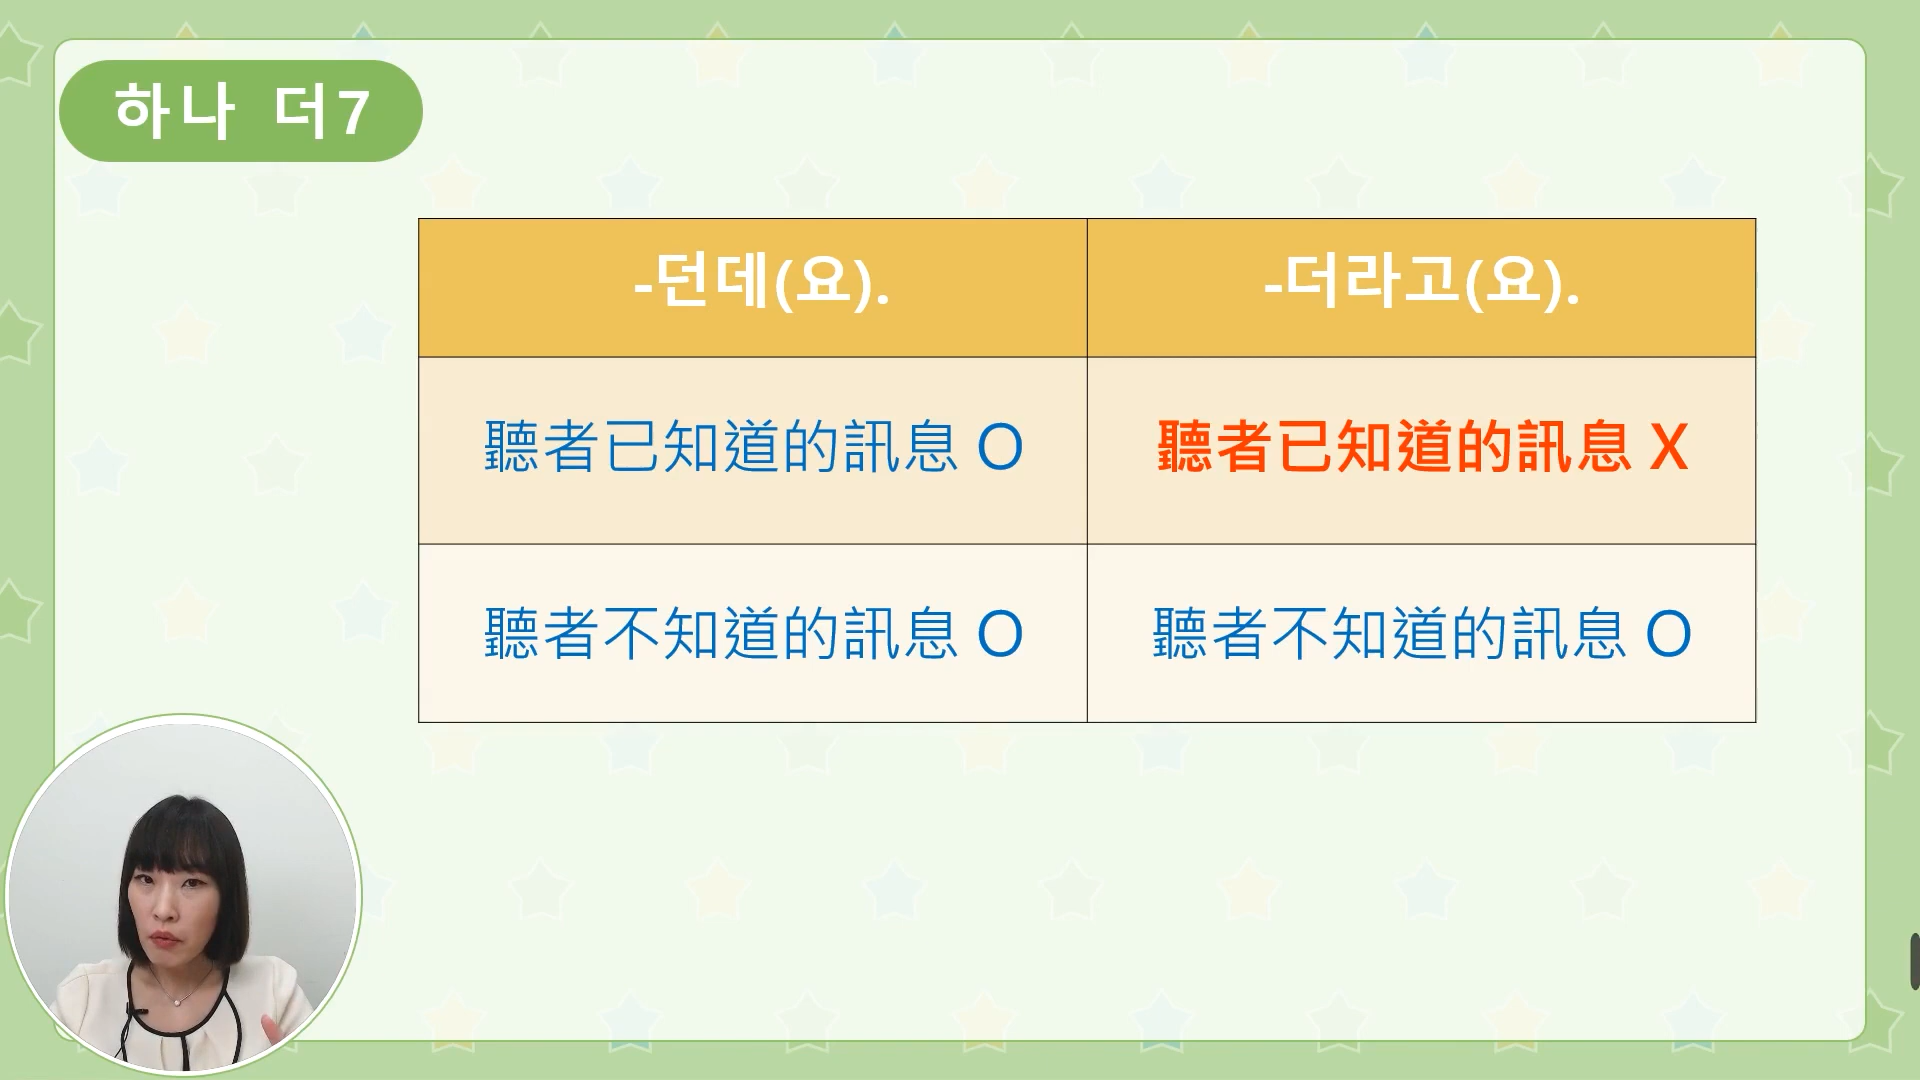 하나 더7
-던데(요).
-더라고(요).
聽者已知道的訊息 O
聽者已知道的訊息 X
聽者不知道的訊息 O
聽者不知道的訊息 O